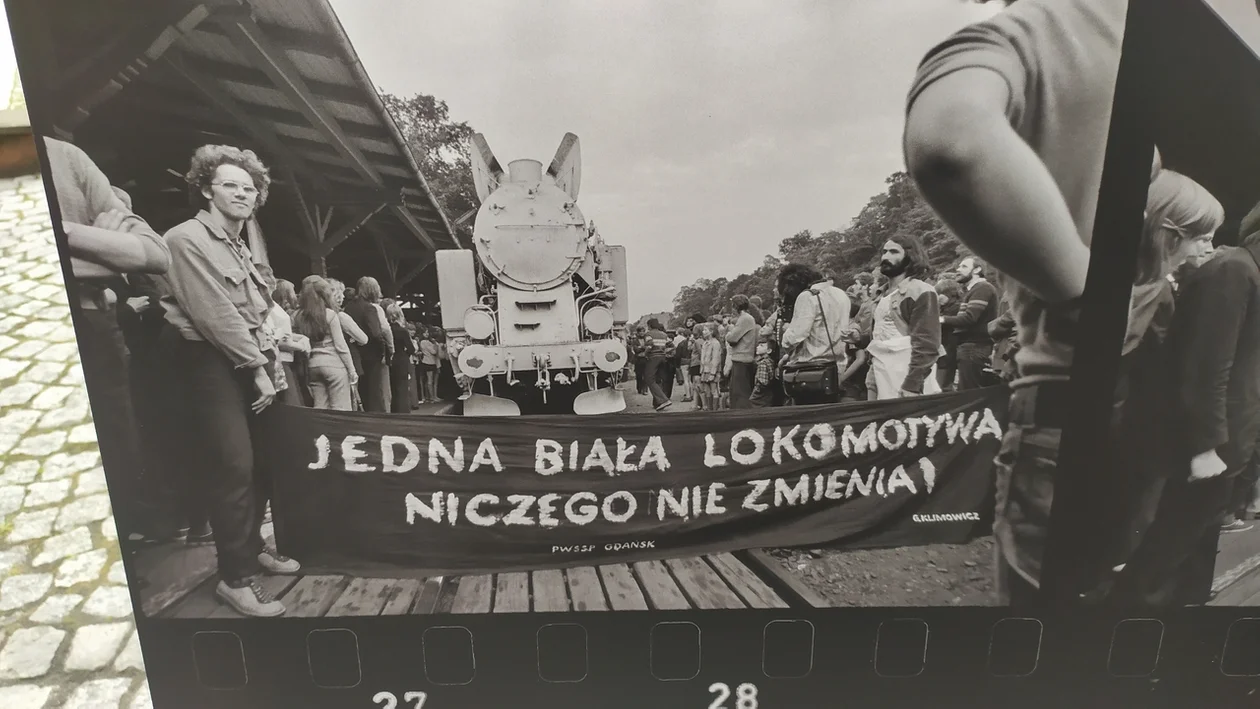 JEDNA BIAŁA LOKOMOTYWA
NICZEGO NIE ZMIENIA!
G.KLIMOWICZ
PWSSP GDAŃSK
27
28